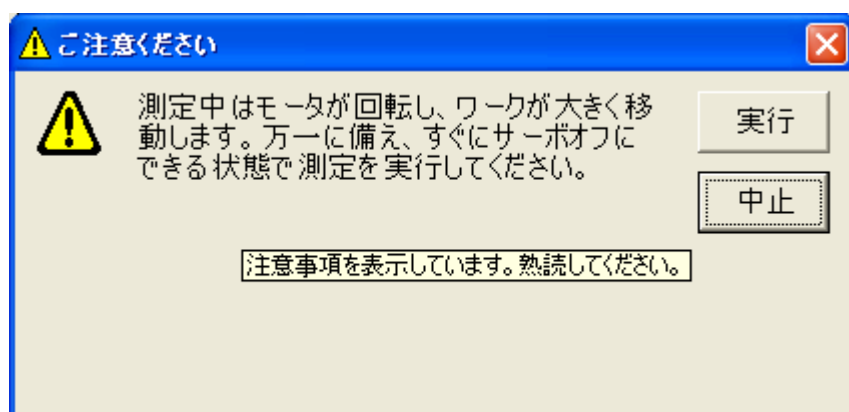 ご注意ください
測定中はモータが回転し、ワークが大きく移
動します。万一に備え、すぐにサーボオフに
できる状態で測定を実行してください。
実行
中止
注意事項を表示しています。熟読してください。